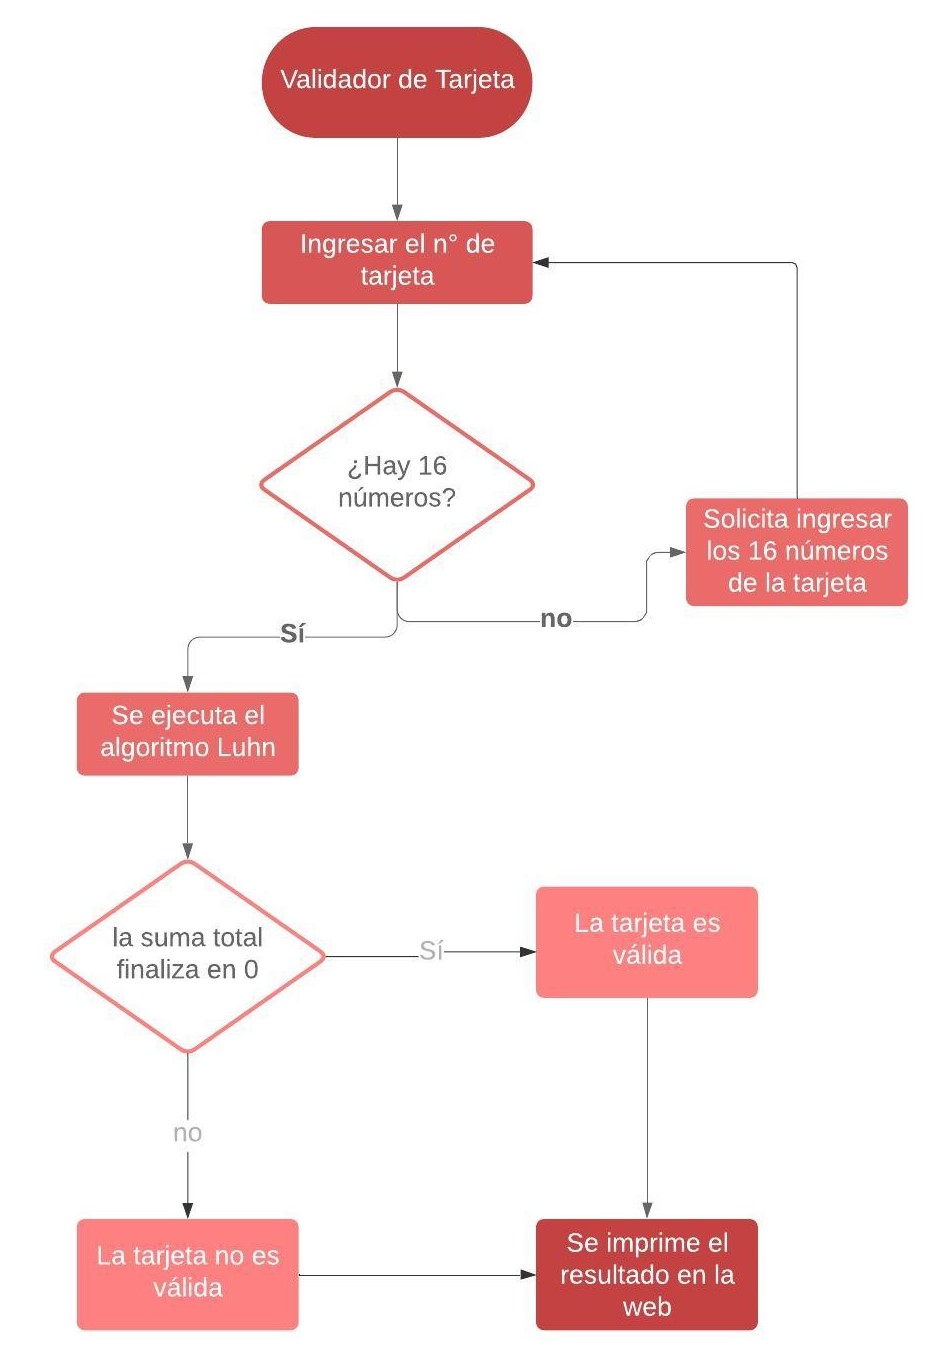 Validador de Tarjeta
Ingresar el n° de
tarjeta
¿Hay 16
números?
Solicita ingresar
los 16 números
de la tarjeta
no
Sí
Se ejecuta el
algoritmo Luhn
la suma total
finaliza en 0
Sí
La tarjeta es
válida
no
La tarjeta no es
válida
Se imprime el
resultado en la
web